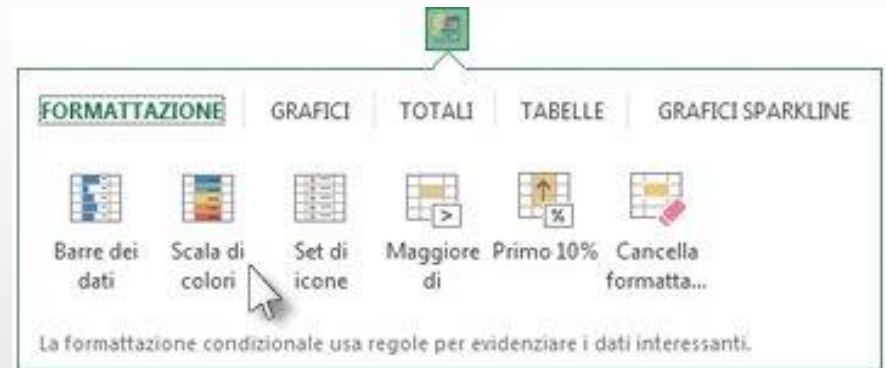 FORMATTAZIONE GRAFICI TOTALI TABELLE GRAFICI SPARKLINE
> %
Barre dei Scala di Set di Maggiore Primo 10% Cancella
dati colori icone di formatta...
La formattazione condizionale usa regole per evidenziare i dati interessanti.